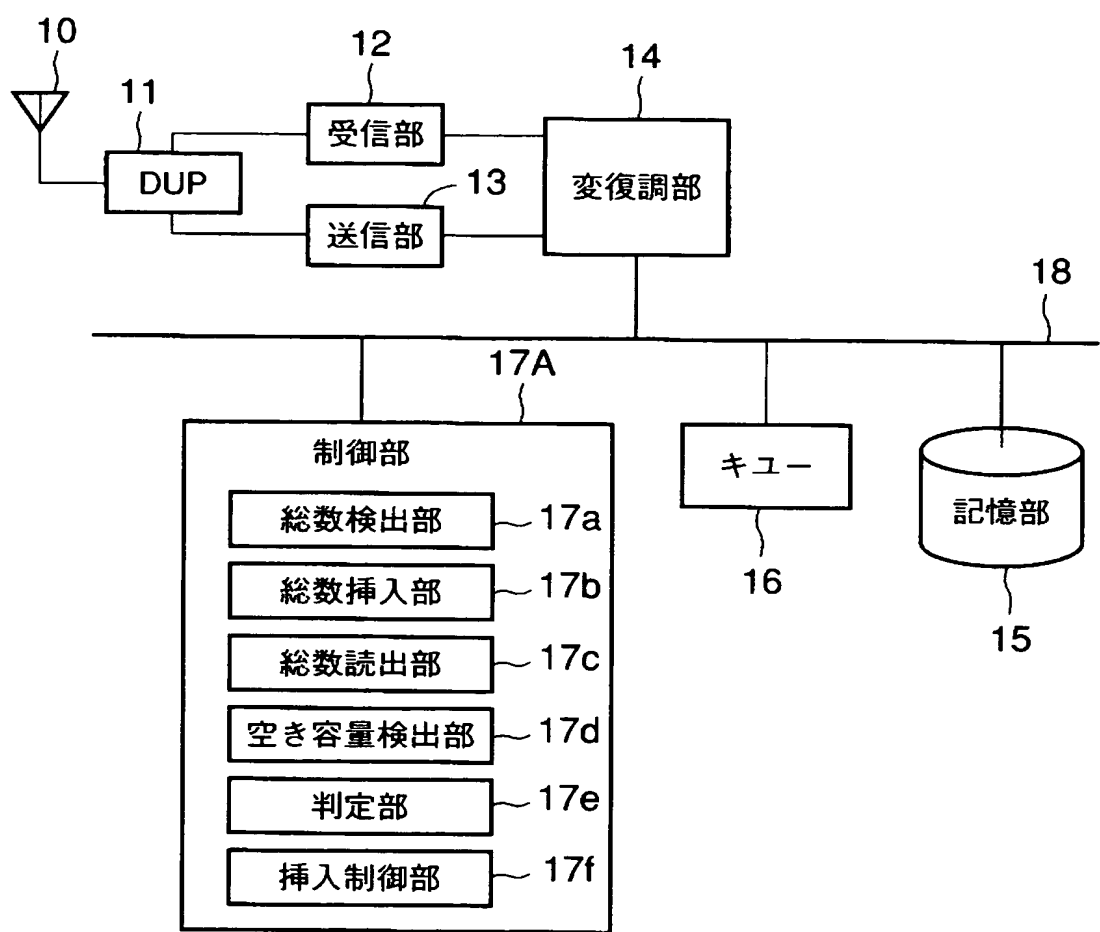 10
11
12
14
受信部
DUP
変復調部
13
送信部
18
17A
制御部
キユー
記憶部
総数検出部 17a
16
総数挿入部 17b
15
総数読出部 17c
空き容量検出部 17d
判定部 17e
挿入制御部 17f